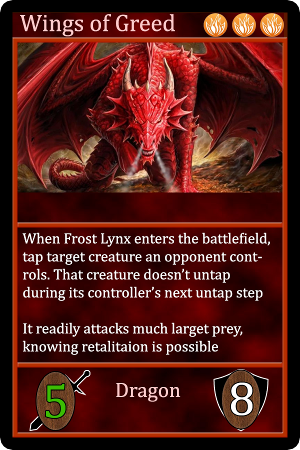 Wings of Greed
When Frost Lynx enters the battlefield,
tap target creature an opponent cont-
rols. That creature doesn't untap
during its controller's next untap step
It readily attacks much larget prey,
knowing retalitaion is possible
Dragon
5
8